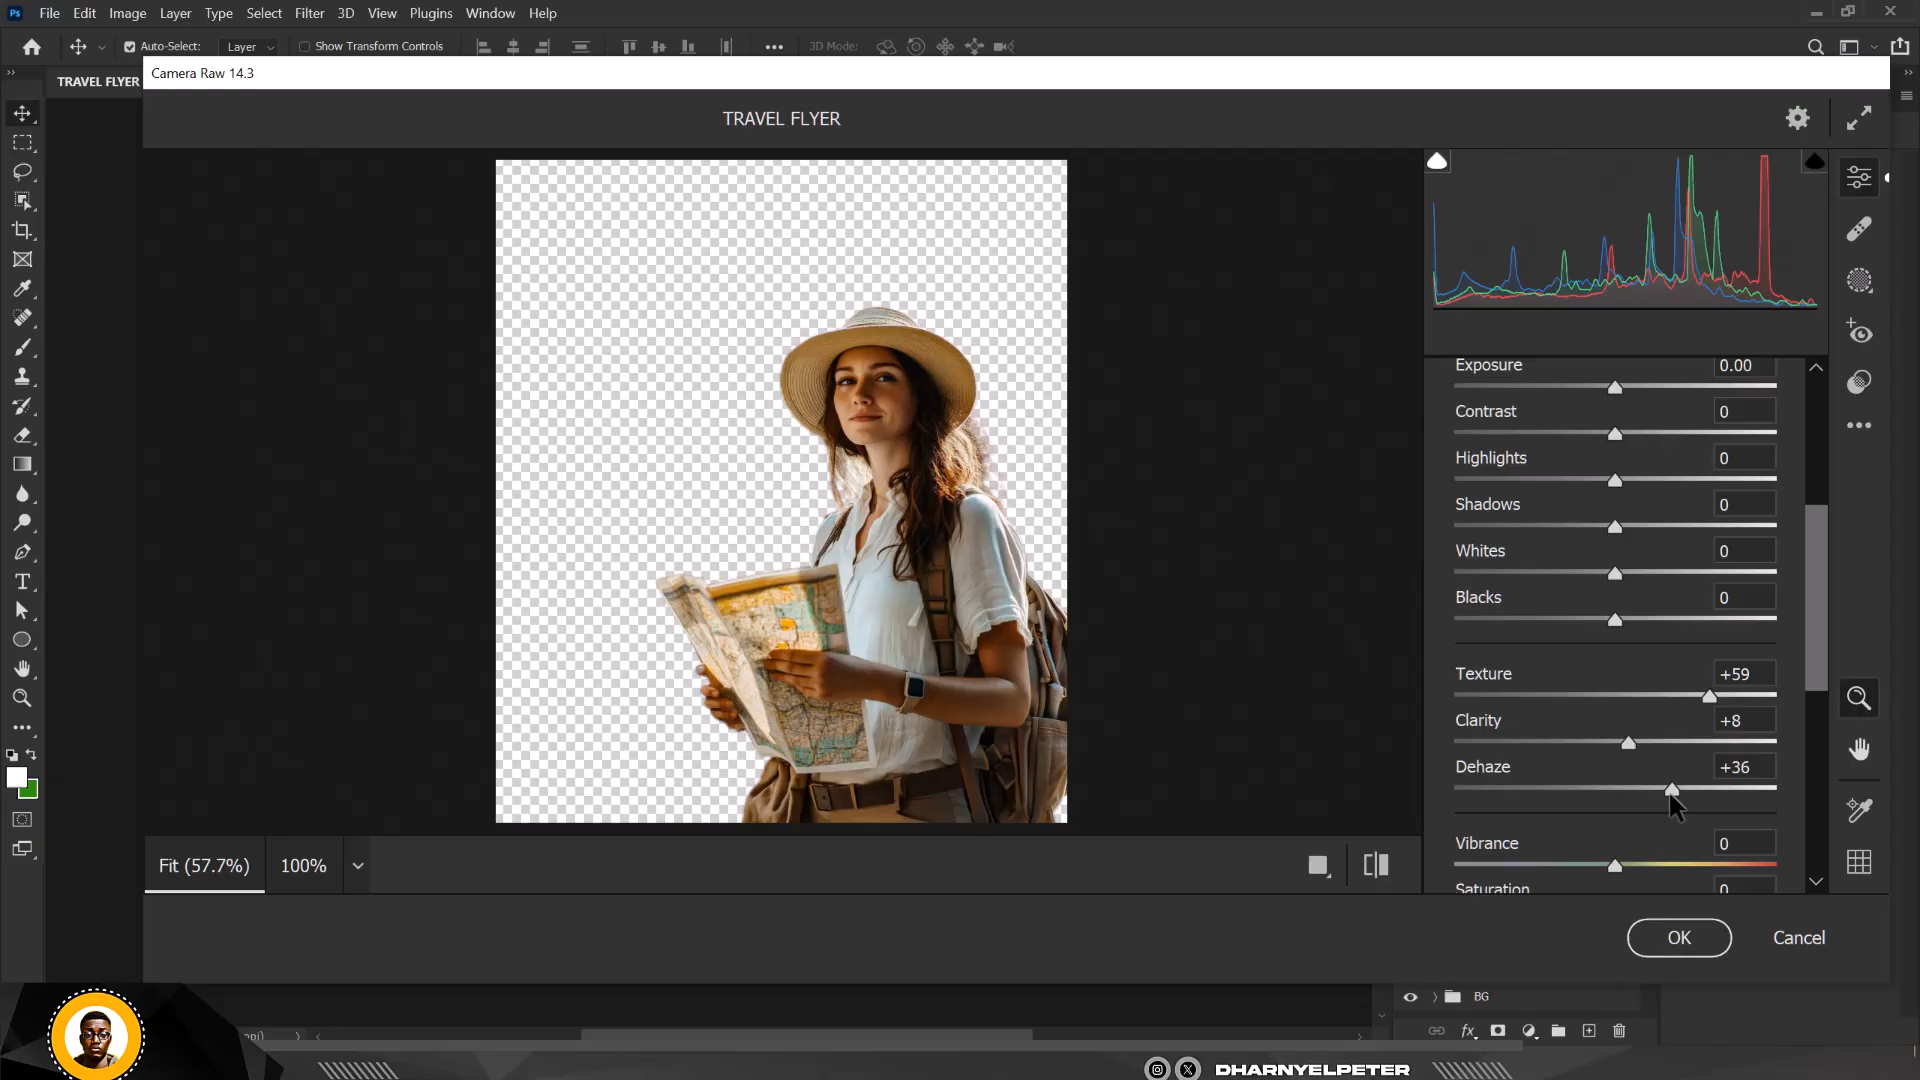 Ps File Edit Image Layer Type Select Filter 3D View Plugins Window Help
Auto-Select: Layer Show Transform Controls 3D Mode:
TRAVEL FLYER
Camera Raw 14.3
TRAVEL FLYER
Exposure 0.00
Contrast 0
Highlights 0
Shadows 0
Whites 0
Blacks 0
Texture +59
Clarity +8
Dehaze +36
Vibrance 0
Saturation 0
Fit (57.7%) 100%
OK Cancel
BG
ppi)
fx
DHARNYELPETER